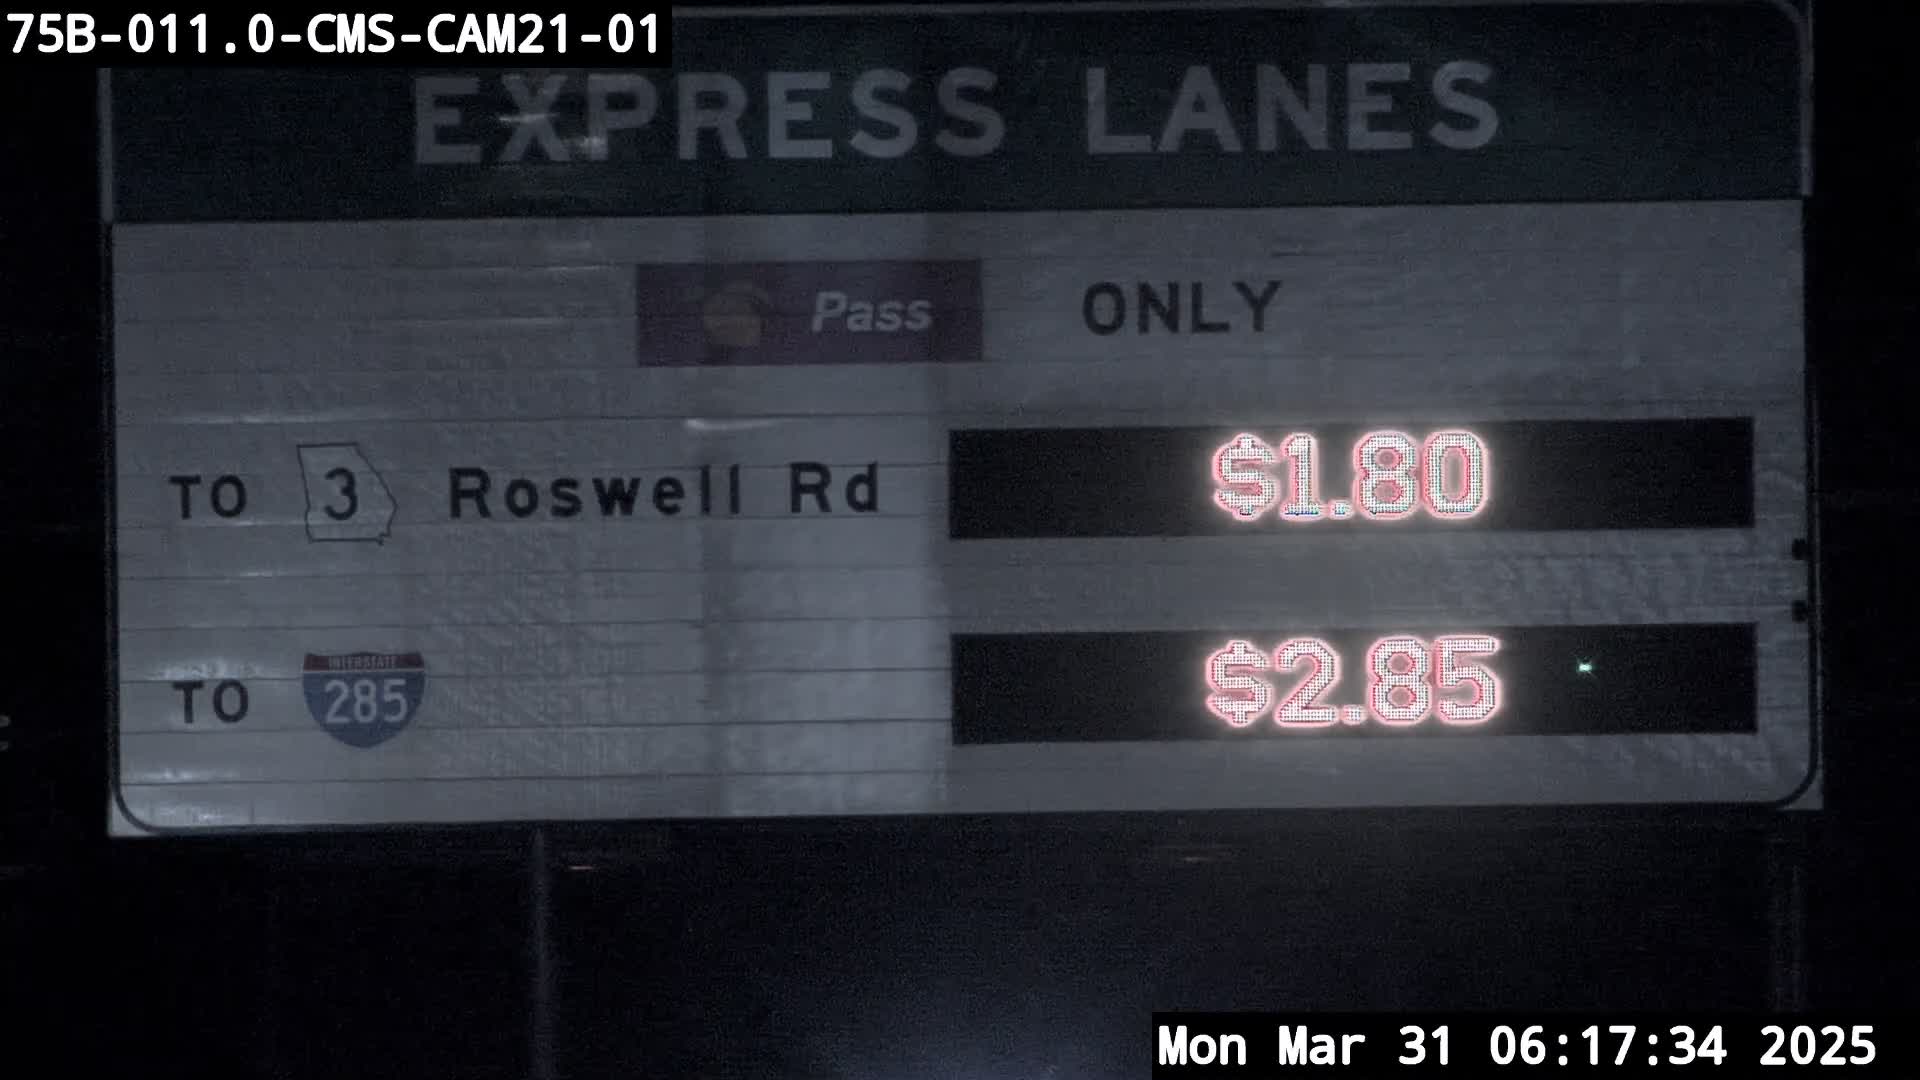 75B-011.0-CMS-CAM21-01
EXPRESS LANES
Pass ONLY
TO 3 Roswell Rd $1.80
INTERSTATE
TO 285 $2.85
Mon Mar 31 06:17:34 2025